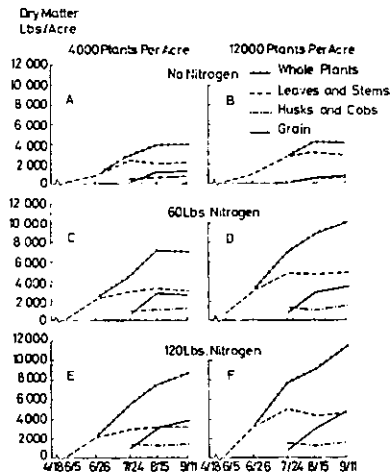 Dry Matter
Lbs/Acre
4000 Plants Per Acre
12000 Plants Per Acre
No Nitrogen
Whole Plants
Leaves and Stems
Husks and Cobs
Grain
12 000
10 000
8 000
6 000
4 000
2 000
0
A
B
60 Lbs. Nitrogen
12 000
10 000
8 000
6 000
4 000
2 000
0
C
D
120 Lbs. Nitrogen
12 000
10 000
8 000
6 000
4 000
2 000
0
E
F
4/18 6/5 6/26 7/24 8/15 9/11
4/18 6/5 6/26 7/24 8/15 9/11